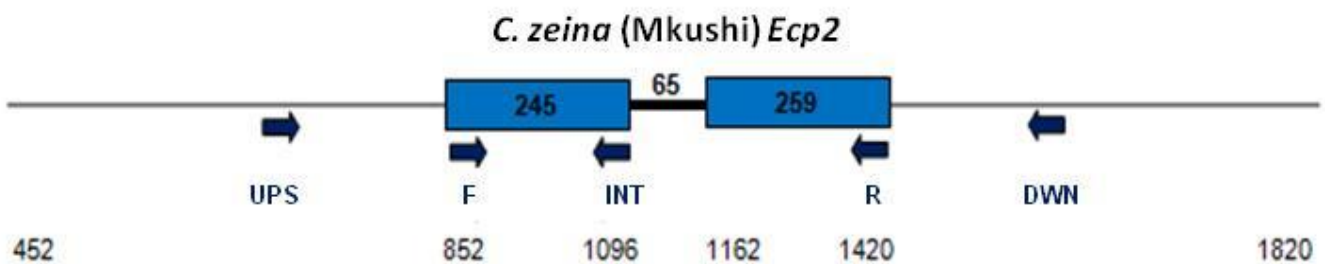 C. zeina (Mkushi) Ecp2
65
245 259
UPS F INT R DWN
452 852 1096 1162 1420 1820